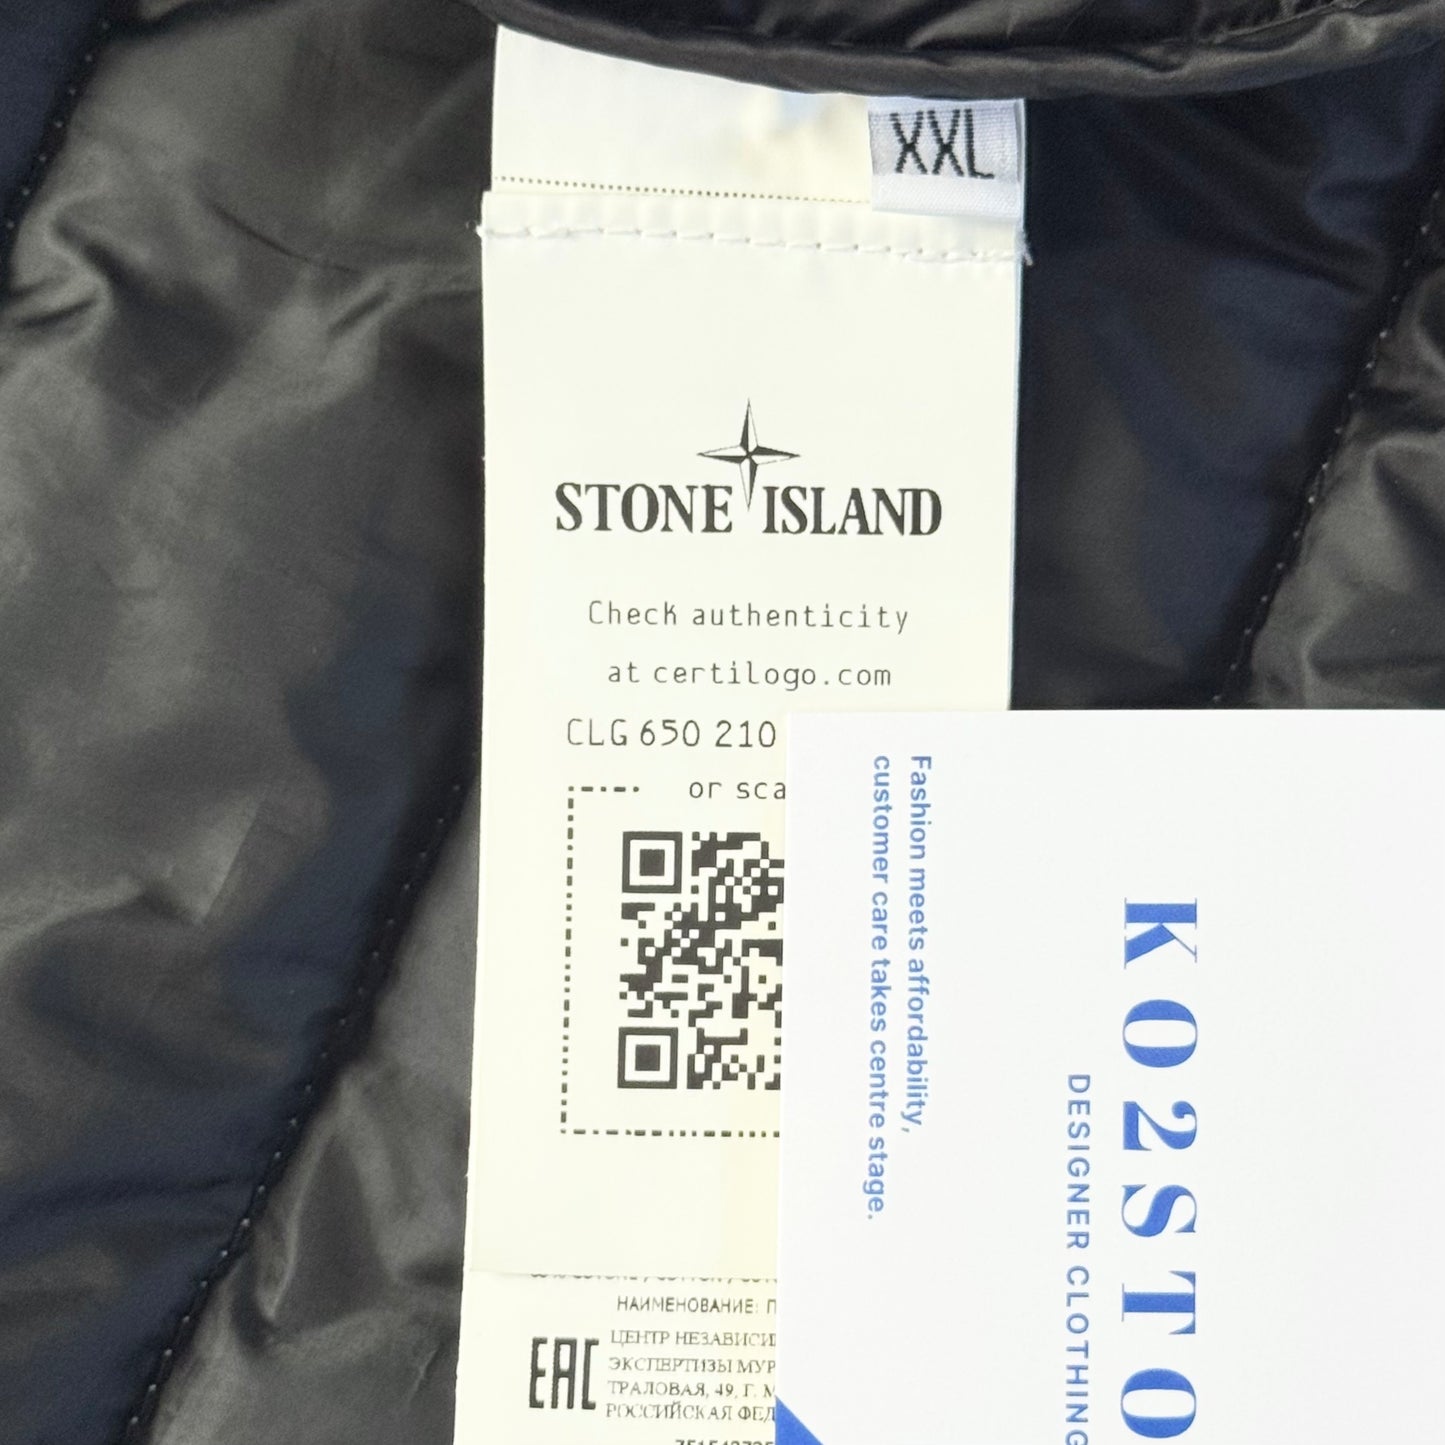 XXL
STONE ISLAND
Check authenticity
at certilogo.com
CLG 650 210
or sca
Fashion meets affordability,
customer care takes centre stage.
KO2STO
DESIGNER CLOTHING
НАИМЕНОВАНИЕ: П
ЦЕНТР НЕЗАВИСИ
EAC
ЭКСПЕРТИЗЫ МУР
ТРАЛОВАЯ, 49, Г. М
РОССИЙСКАЯ ФЕД